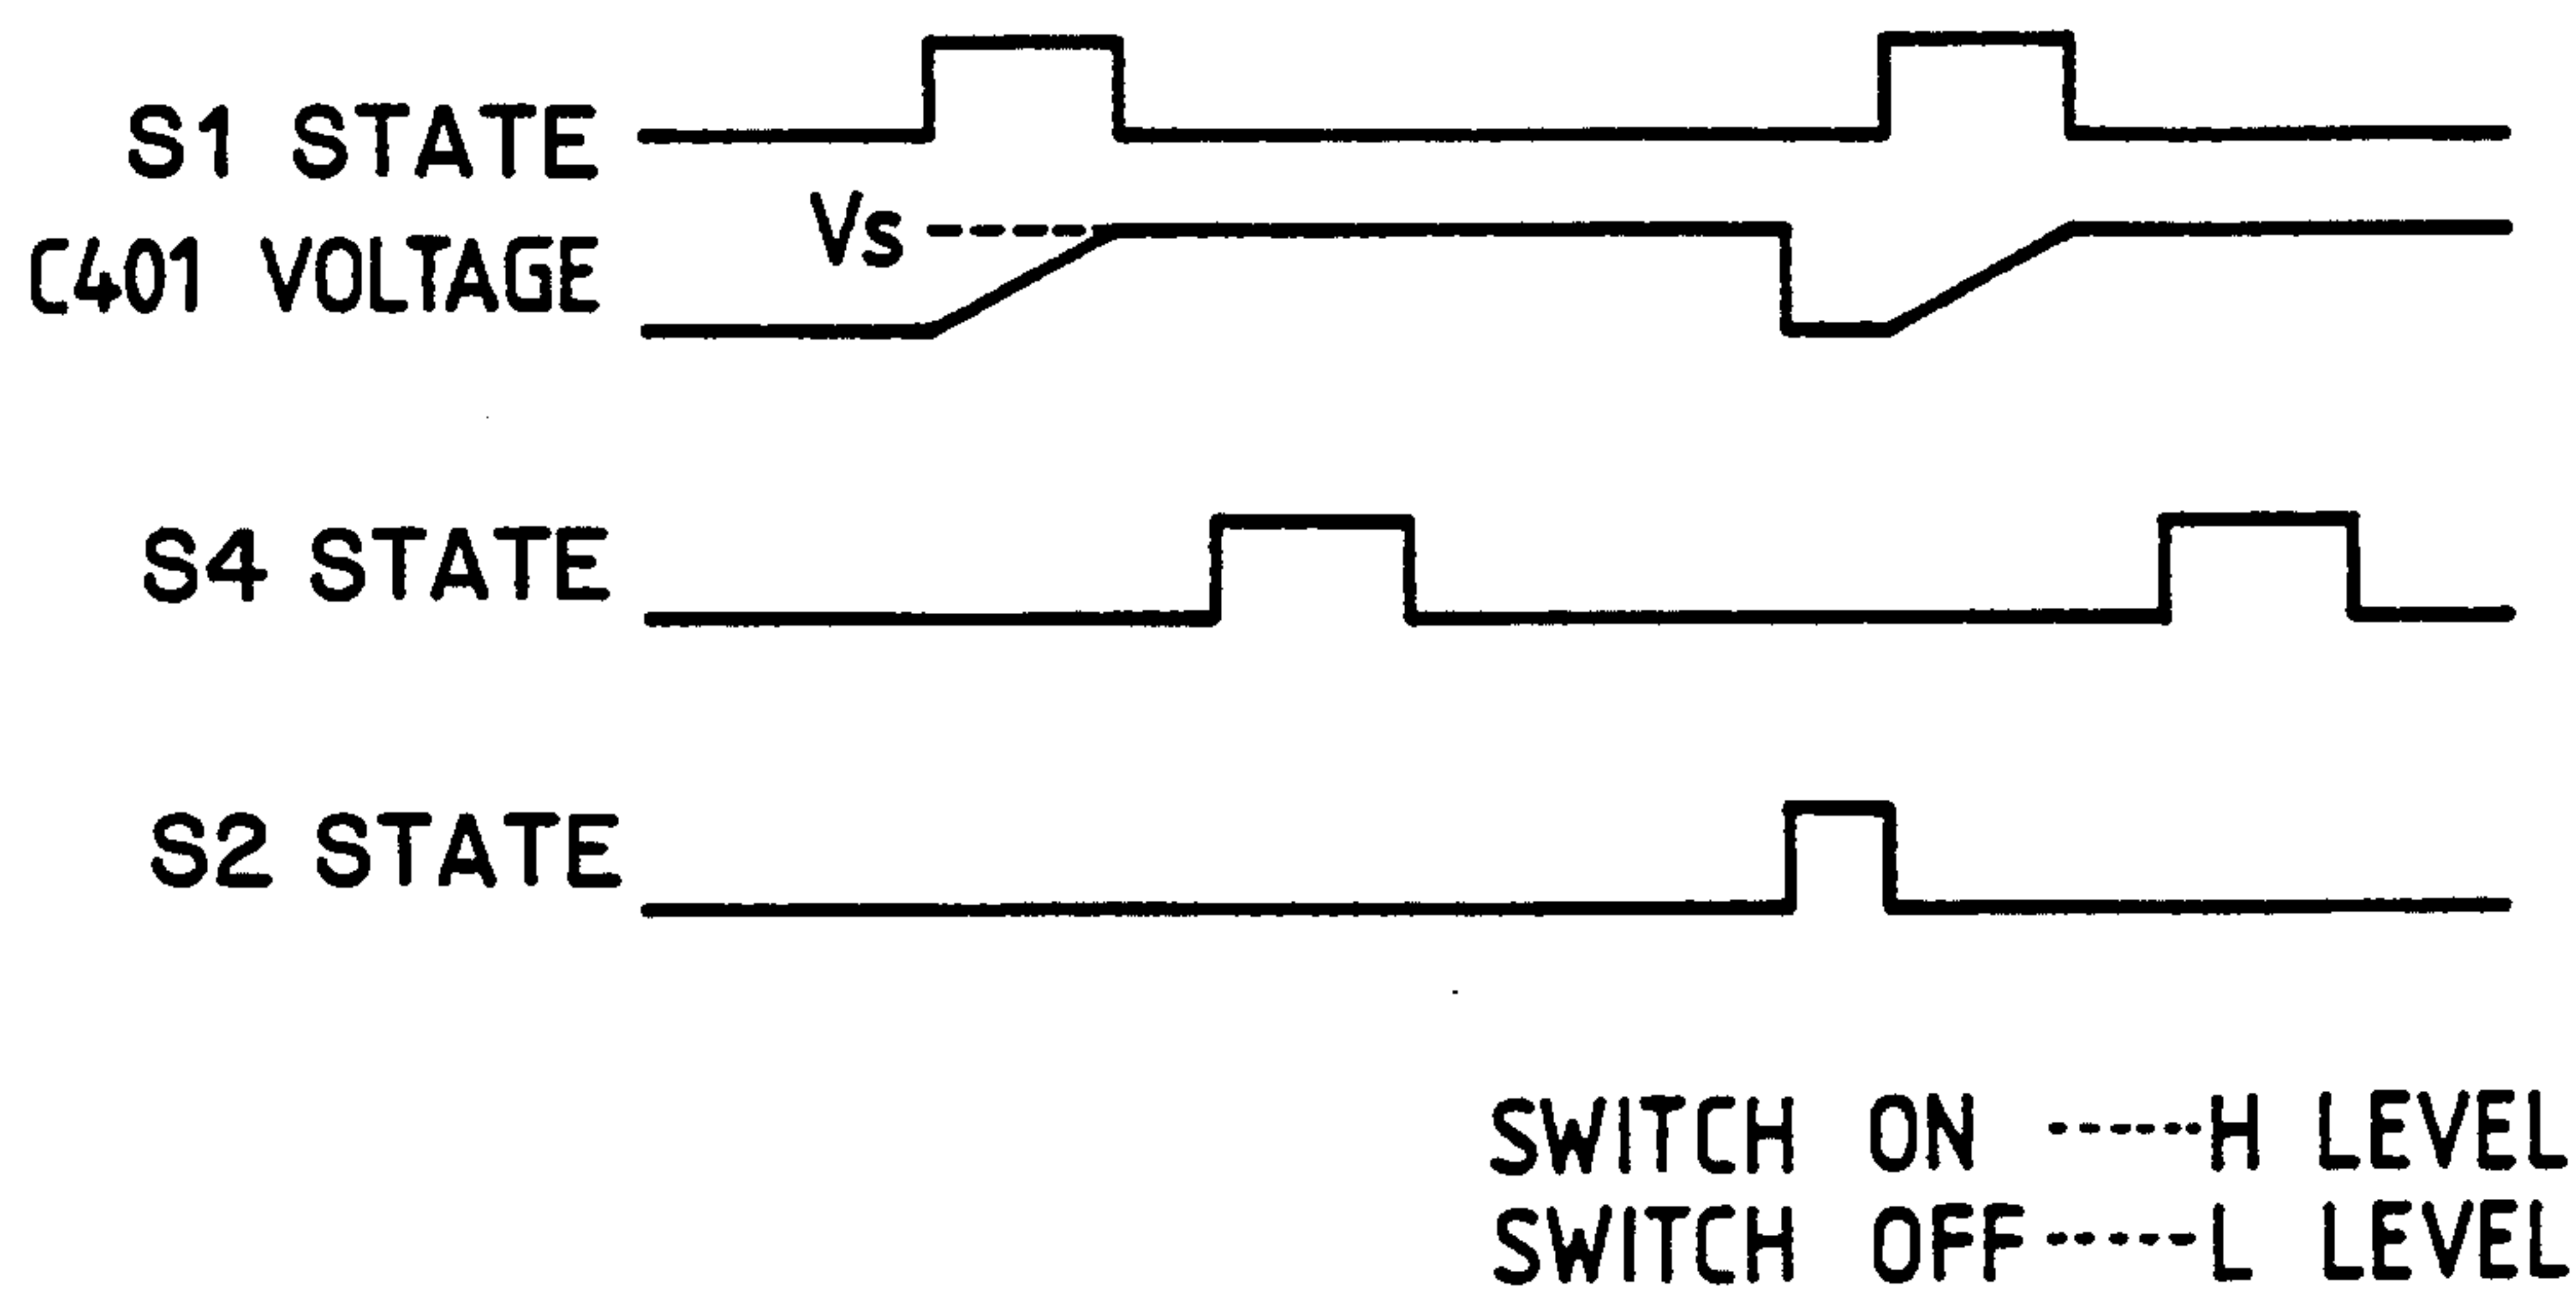 S1 STATE
Vs
C401 VOLTAGE
S4 STATE
S2 STATE
SWITCH ON ------H LEVEL
SWITCH OFF-----L LEVEL